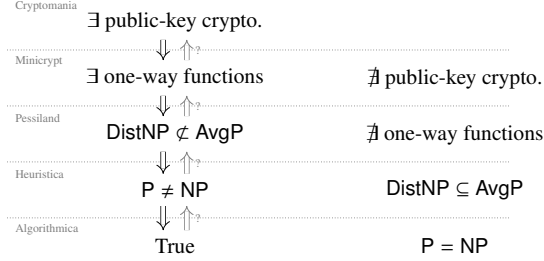 Cryptomania
∃ public-key crypto.
⇓ ⇑?
Minicrypt
∃ one-way functions ∄ public-key crypto.
⇓ ⇑?
Pessiland
DistNP ⊄ AvgP ∄ one-way functions
⇓ ⇑?
Heuristica
P ≠ NP DistNP ⊆ AvgP
⇓ ⇑?
Algorithmica
True P = NP